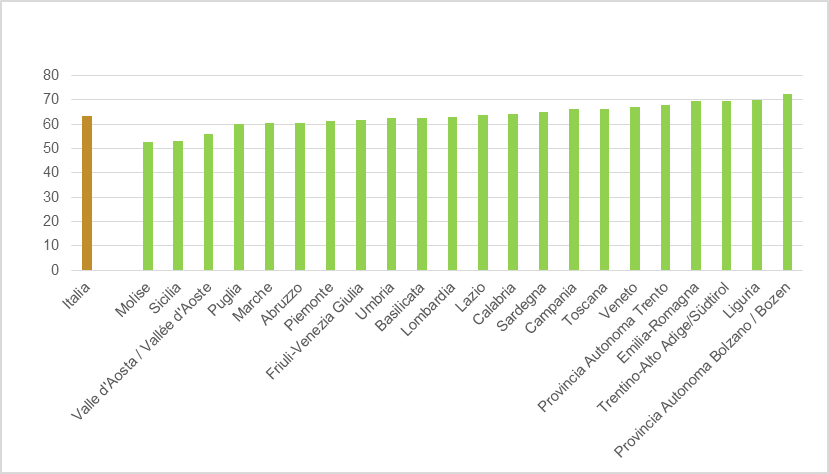 80
70
60
50
40
30
20
10
0
Italia
Molise
Sicilia
Valle d'Aosta / Vallée d'Aoste
Puglia
Marche
Abruzzo
Piemonte
Friuli-Venezia Giulia
Umbria
Basilicata
Lombardia
Lazio
Calabria
Sardegna
Campania
Toscana
Veneto
Provincia Autonoma Trento
Emilia-Romagna
Trentino-Alto Adige/Südtirol
Liguria
Provincia Autonoma Bolzano / Bozen